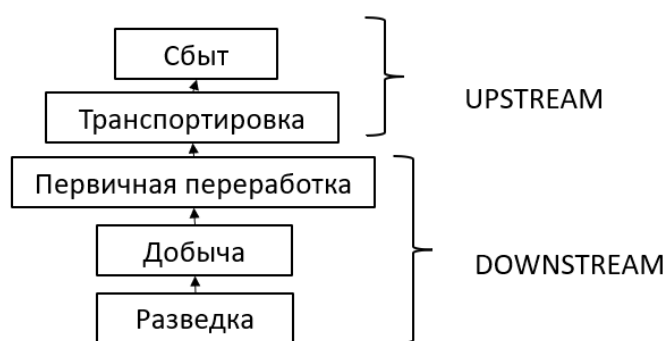 Сбыт
UPSTREAM
Транспортировка
Первичная переработка
Добыча
DOWNSTREAM
Разведка